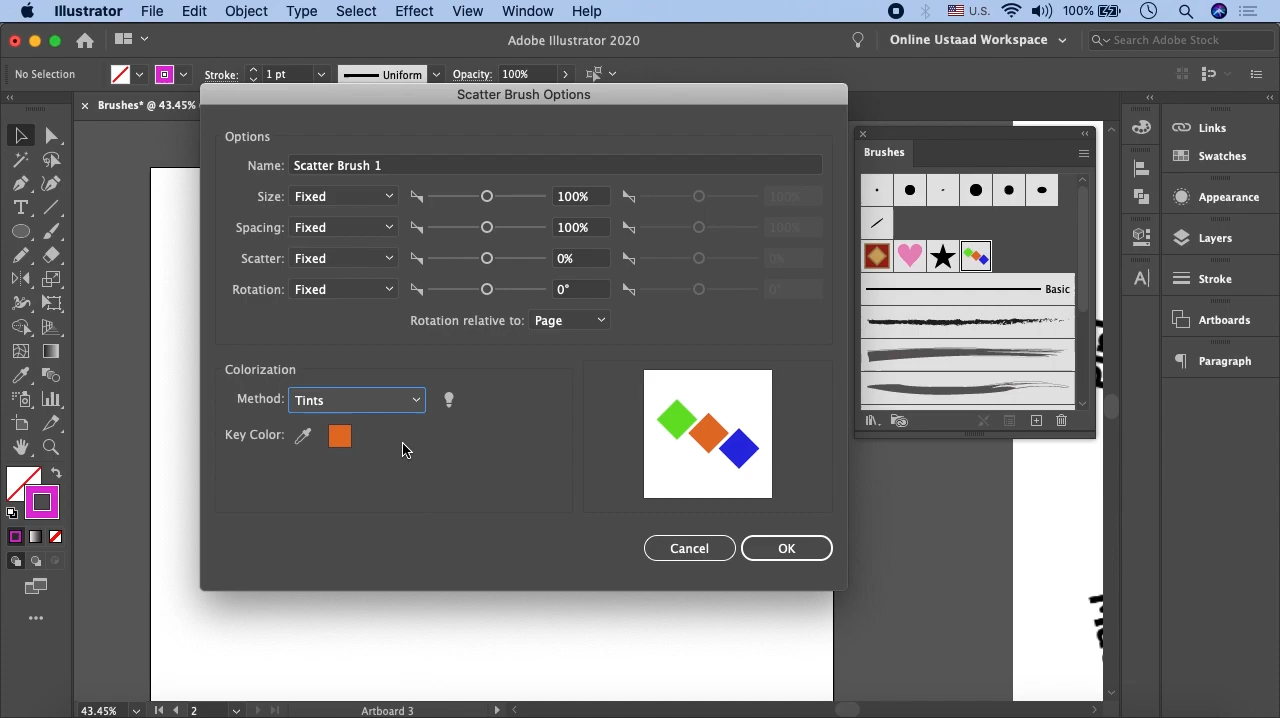 Illustrator File Edit Object Type Select Effect View Window Help U.S. 100%
Adobe Illustrator 2020 Online Ustaad Workspace Search Adobe Stock
No Selection Stroke: 1 pt Uniform Opacity: 100%
Brushes* @ 43.45%
Scatter Brush Options
Options
Name: Scatter Brush 1
Size: Fixed 100% 100%
Spacing: Fixed 100% 100%
Scatter: Fixed 0% 0%
Rotation: Fixed 0° 0°
Rotation relative to: Page
Colorization
Method: Tints
Key Color:
Cancel OK
Brushes
Basic
Links
Swatches
Appearance
Layers
Stroke
Artboards
Paragraph
43.45% 2 Artboard 3